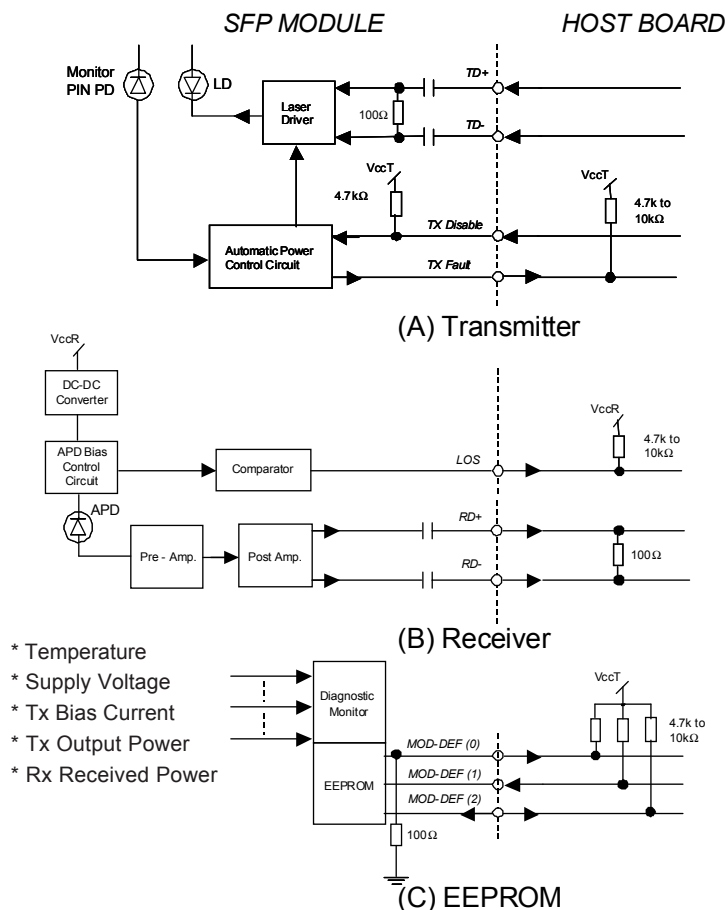 SFP MODULE
HOST BOARD
Monitor
PIN PD
LD
Laser
Driver
100Ω
TD+
TD-
VccT
4.7kΩ
VccT
4.7k to
10kΩ
TX Disable
Automatic Power
Control Circuit
TX Fault
(A) Transmitter
VccR
DC-DC
Converter
APD Bias
Control
Circuit
Comparator
LOS
VccR
4.7k to
10kΩ
APD
Pre - Amp.
Post Amp.
RD+
RD-
100Ω
(B) Receiver
* Temperature
* Supply Voltage
* Tx Bias Current
* Tx Output Power
* Rx Received Power
Diagnostic
Monitor
EEPROM
MOD-DEF (0)
MOD-DEF (1)
MOD-DEF (2)
VccT
4.7k to
10kΩ
100Ω
(C) EEPROM